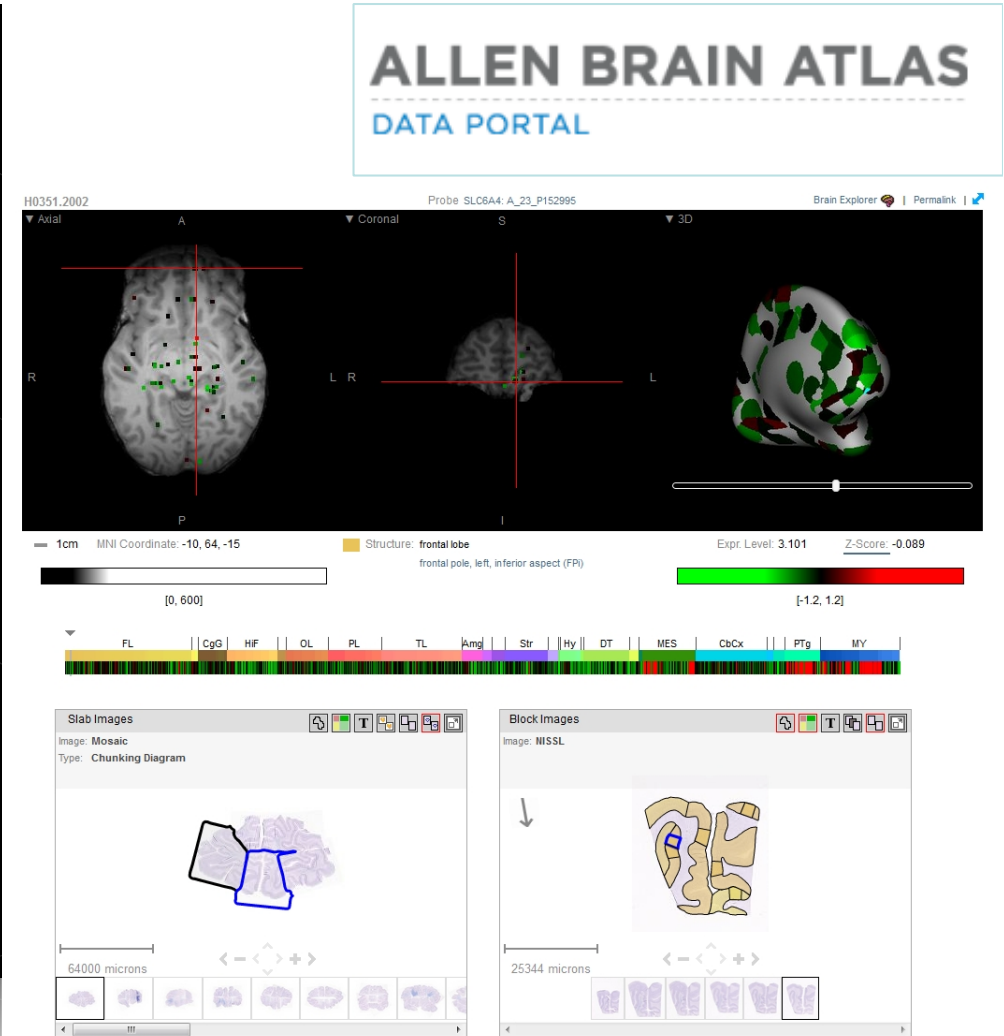 ALLEN BRAIN ATLAS
DATA PORTAL
H0351.2002
Probe SLC6A4: A_23_P152995
Brain Explorer | Permalink |
▼ Axial
A
▼ Coronal
S
▼ 3D
R
L
R
L
P
I
1cm MNI Coordinate: -10, 64, -15
Structure: frontal lobe
Expr. Level: 3.101 Z-Score: -0.089
frontal pole, left, inferior aspect (FPi)
[0, 600]
[-1.2, 1.2]
FL CgG HiF OL PL TL Amg Str Hy DT MES CbCx PTg MY
Slab Images
T
Image: Mosaic
Type: Chunking Diagram
64000 microns
Block Images
T
Image: NISSL
25344 microns